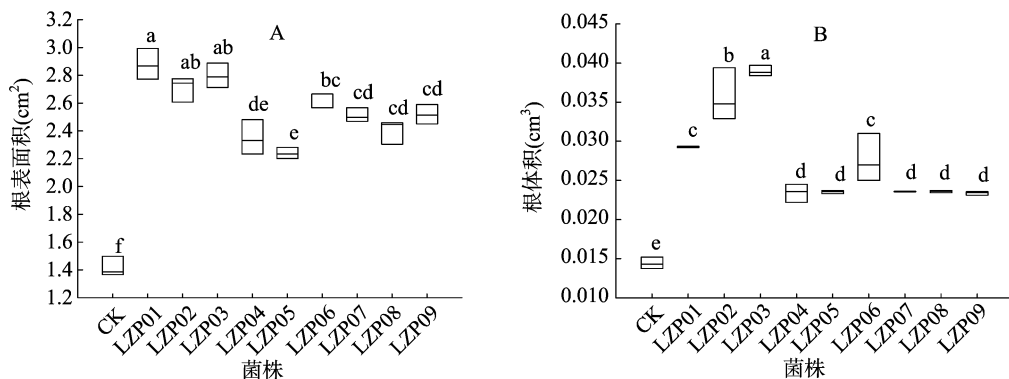 A
根表面积(cm²)
3.2
3.0
2.8
2.6
2.4
2.2
2.0
1.8
1.6
1.4
1.2
f
a
ab
ab
de
e
bc
cd
cd
cd
CK
LZP01
LZP02
LZP03
LZP04
LZP05
LZP06
LZP07
LZP08
LZP09
菌株
B
根体积(cm³)
0.045
0.040
0.035
0.030
0.025
0.020
0.015
0.010
e
c
b
a
d
d
c
d
d
d
CK
LZP01
LZP02
LZP03
LZP04
LZP05
LZP06
LZP07
LZP08
LZP09
菌株